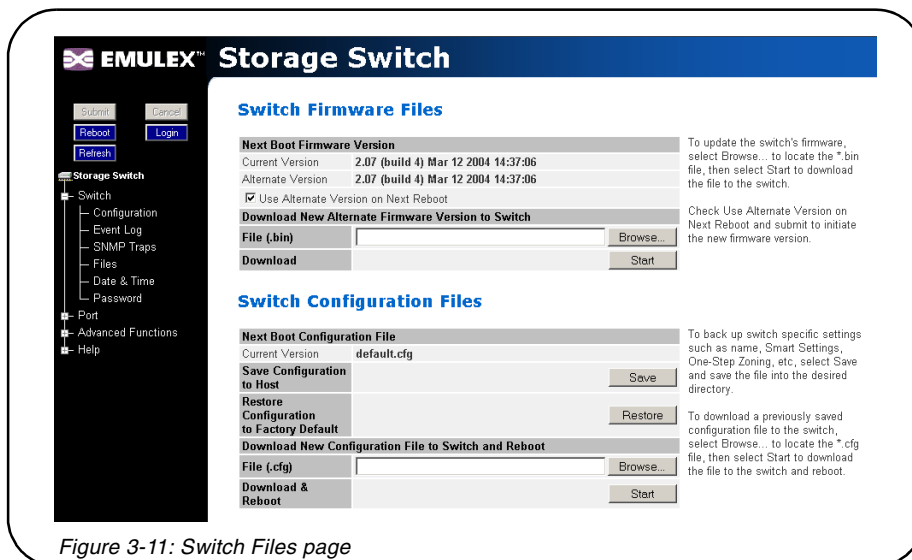 EMULEX™ Storage Switch
Submit Cancel
Reboot Login
Refresh
Storage Switch
Switch
Configuration
Event Log
SNMP Traps
Files
Date & Time
Password
Port
Advanced Functions
Help
Switch Firmware Files
Next Boot Firmware Version
Current Version 2.07 (build 4) Mar 12 2004 14:37:06
Alternate Version 2.07 (build 4) Mar 12 2004 14:37:06
Use Alternate Version on Next Reboot
Download New Alternate Firmware Version to Switch
File (.bin) Browse...
Download Start
To update the switch's firmware,
select Browse... to locate the *.bin
file, then select Start to download
the file to the switch.
Check Use Alternate Version on
Next Reboot and submit to initiate
the new firmware version.
Switch Configuration Files
Next Boot Configuration File
Current Version default.cfg
Save Configuration
to Host Save
Restore
Configuration
to Factory Default Restore
Download New Configuration File to Switch and Reboot
File (.cfg) Browse...
Download &
Reboot Start
To back up switch specific settings
such as name, Smart Settings,
One-Step Zoning, etc, select Save
and save the file into the desired
directory.
To download a previously saved
configuration file to the switch,
select Browse... to locate the *.cfg
file, then select Start to download
the file to the switch and reboot.
Figure 3-11: Switch Files page